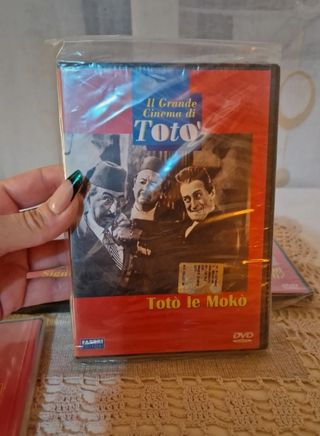 Il Grande
Cinema di
Totò
Totò le Mokò
FABBRI
DVD